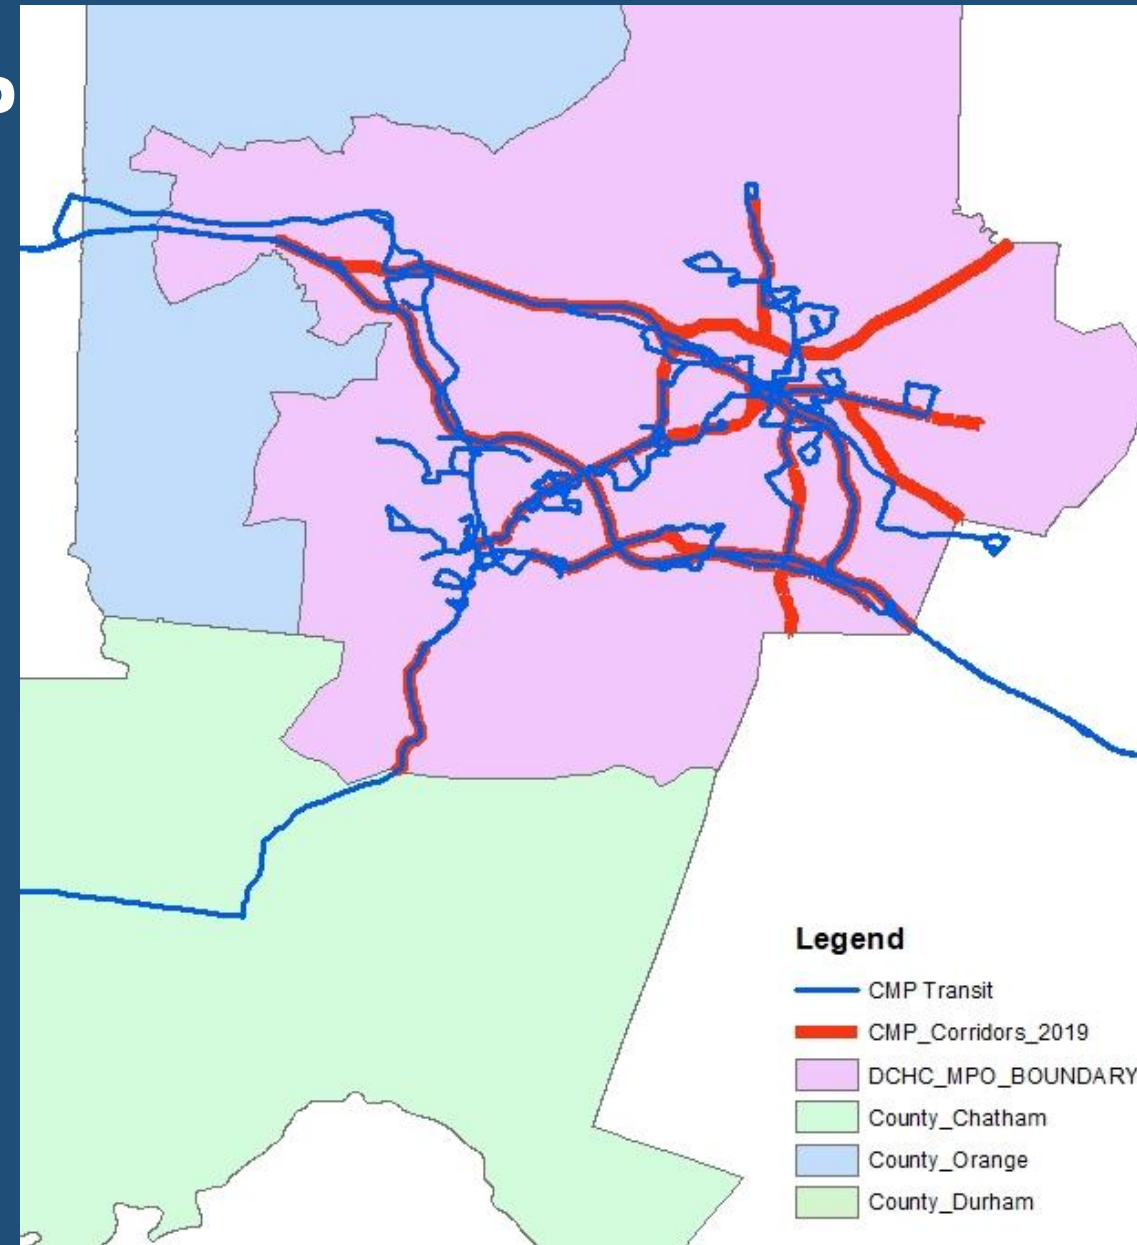 Legend
CMP Transit
CMP_Corridors_2019
DCHC_MPO_BOUNDARY
County_Chatham
County_Orange
County_Durham